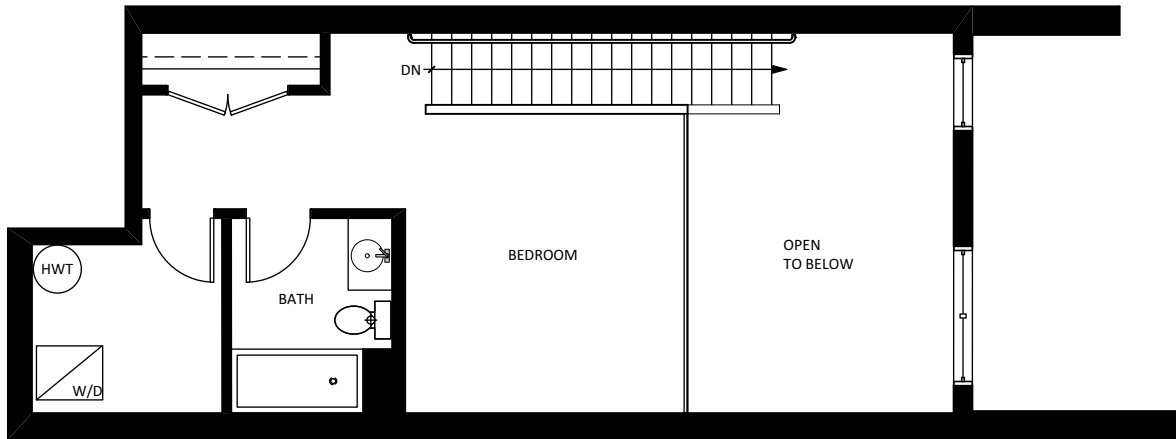 DN
BEDROOM
OPEN
TO BELOW
HWT
BATH
W/D